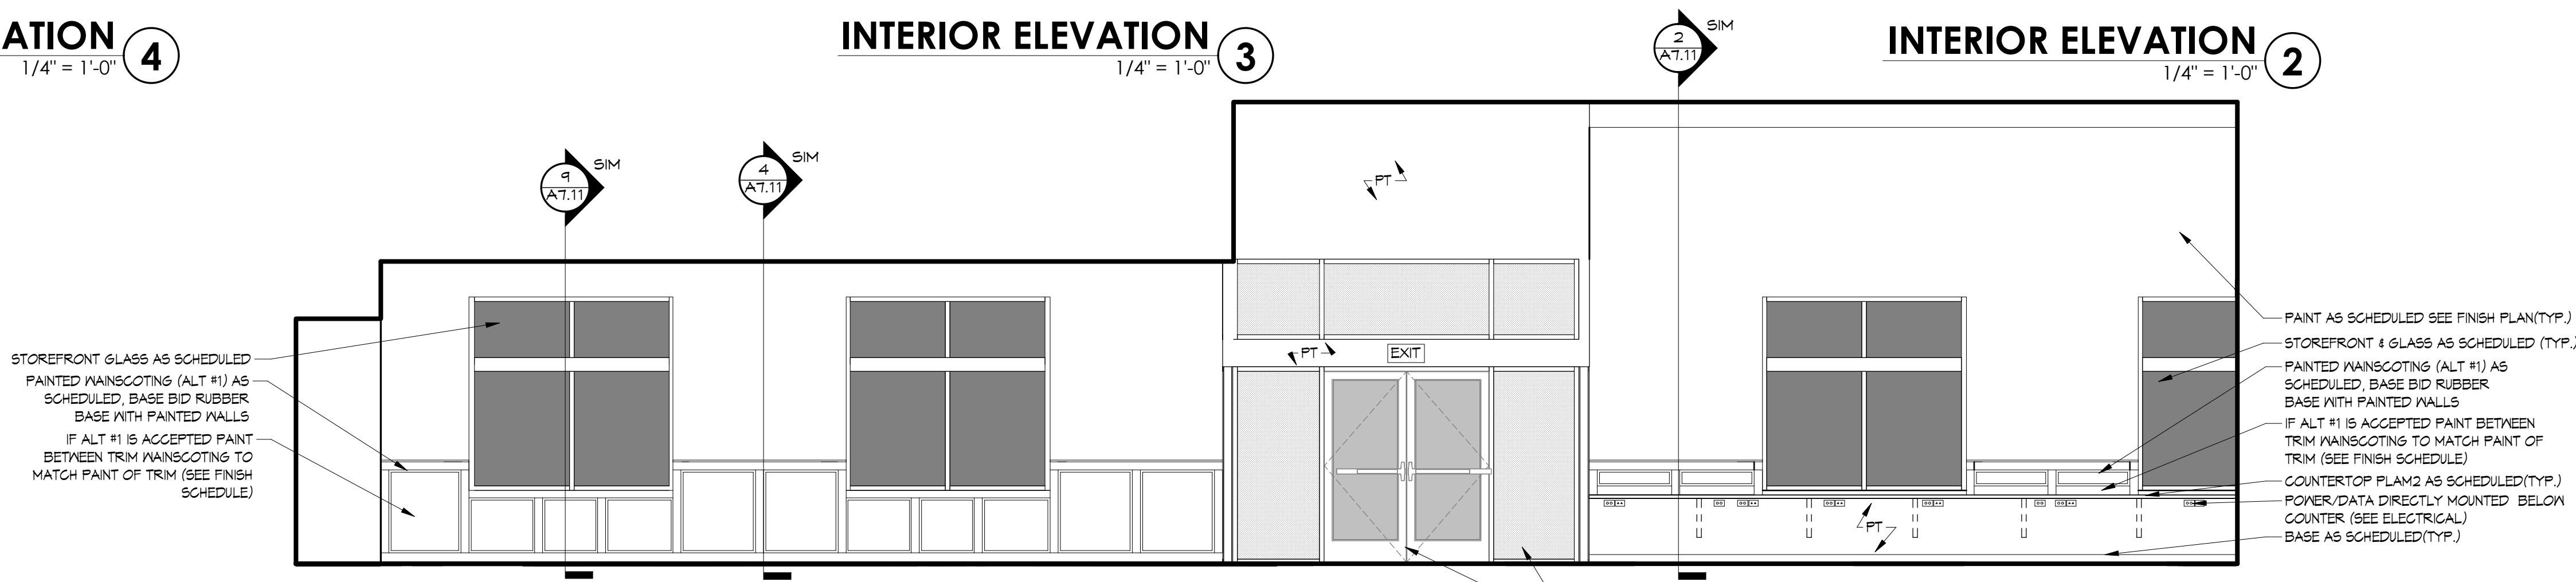 ATION 4
1/4" = 1'-0"
INTERIOR ELEVATION 3
1/4" = 1'-0"
2
A7.11
SIM
INTERIOR ELEVATION 2
1/4" = 1'-0"
9
A7.11
SIM
4
A7.11
SIM
PT
STOREFRONT GLASS AS SCHEDULED
PAINTED WAINSCOTING (ALT #1) AS
SCHEDULED, BASE BID RUBBER
BASE WITH PAINTED WALLS
IF ALT #1 IS ACCEPTED PAINT
BETWEEN TRIM WAINSCOTING TO
MATCH PAINT OF TRIM (SEE FINISH
SCHEDULE)
PT
EXIT
PT
PAINT AS SCHEDULED SEE FINISH PLAN(TYP.)
STOREFRONT & GLASS AS SCHEDULED (TYP.)
PAINTED WAINSCOTING (ALT #1) AS
SCHEDULED, BASE BID RUBBER
BASE WITH PAINTED WALLS
IF ALT #1 IS ACCEPTED PAINT BETWEEN
TRIM WAINSCOTING TO MATCH PAINT OF
TRIM (SEE FINISH SCHEDULE)
COUNTERTOP PLAM2 AS SCHEDULED(TYP.)
POWER/DATA DIRECTLY MOUNTED BELOW
COUNTER (SEE ELECTRICAL)
BASE AS SCHEDULED(TYP.)